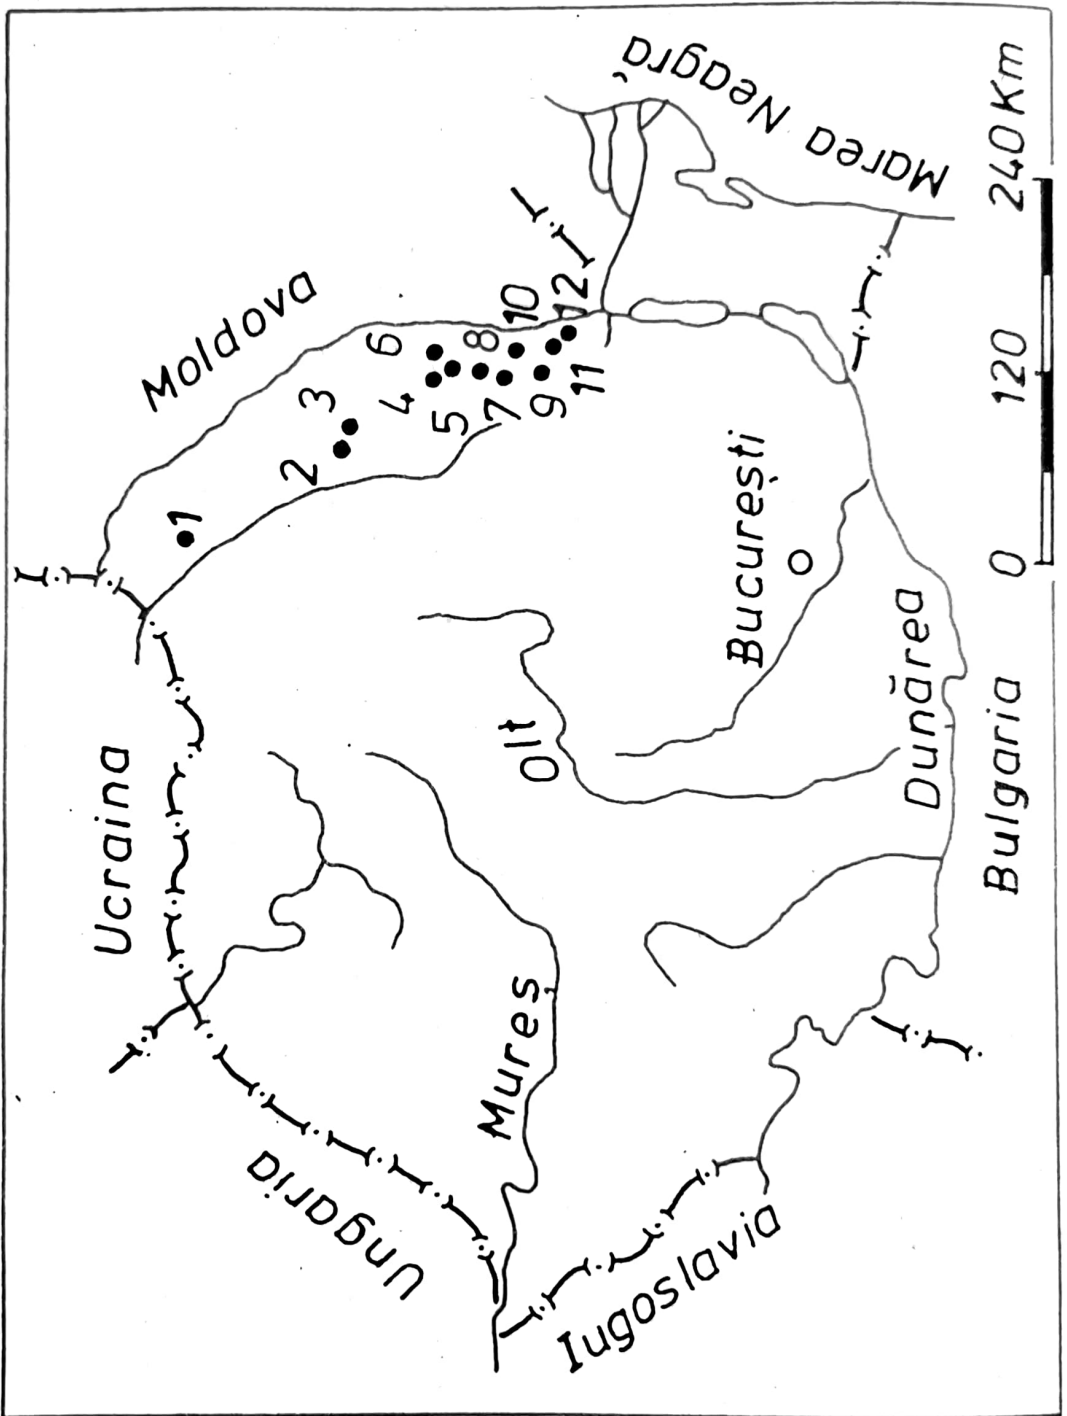 Ucraina
Moldova
1
2
3
4
5
6
7
8
9
10
11
12
Ungaria
Mureș
Olt
București
Marea Neagră
Iugoslavia
Dunărea
Bulgaria
0 120 240 Km